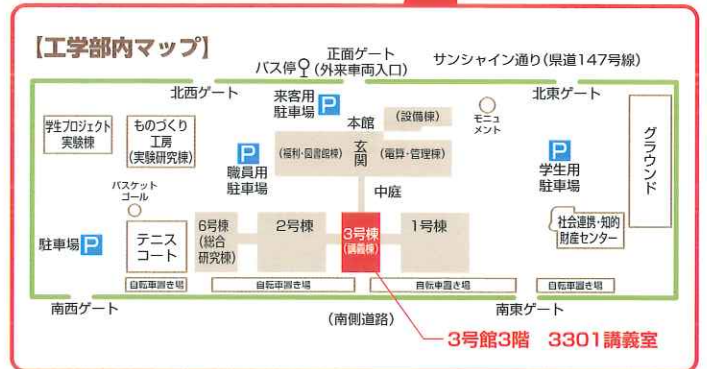 【工学部内マップ】
バス停
正面ゲート
(外来車両入口)
サンシャイン通り(県道147号線)
北西ゲート
北東ゲート
来客用
駐車場
P
本館
(設備棟)
モニュ
メント
学生プロジェクト
実験棟
ものづくり
工房
(実験研究棟)
P
職員用
駐車場
(福利・図書館棟)
玄関
(電算・管理棟)
P
学生用
駐車場
グラウンド
中庭
バスケット
ゴール
駐車場 P
テニス
コート
6号棟
(総合
研究棟)
2号棟
3号棟
(講義棟)
1号棟
社会連携・知的
財産センター
自転車置き場
自転車置き場
自転車置き場
自転車置き場
南西ゲート
(南側道路)
南東ゲート
3号館3階 3301講義室